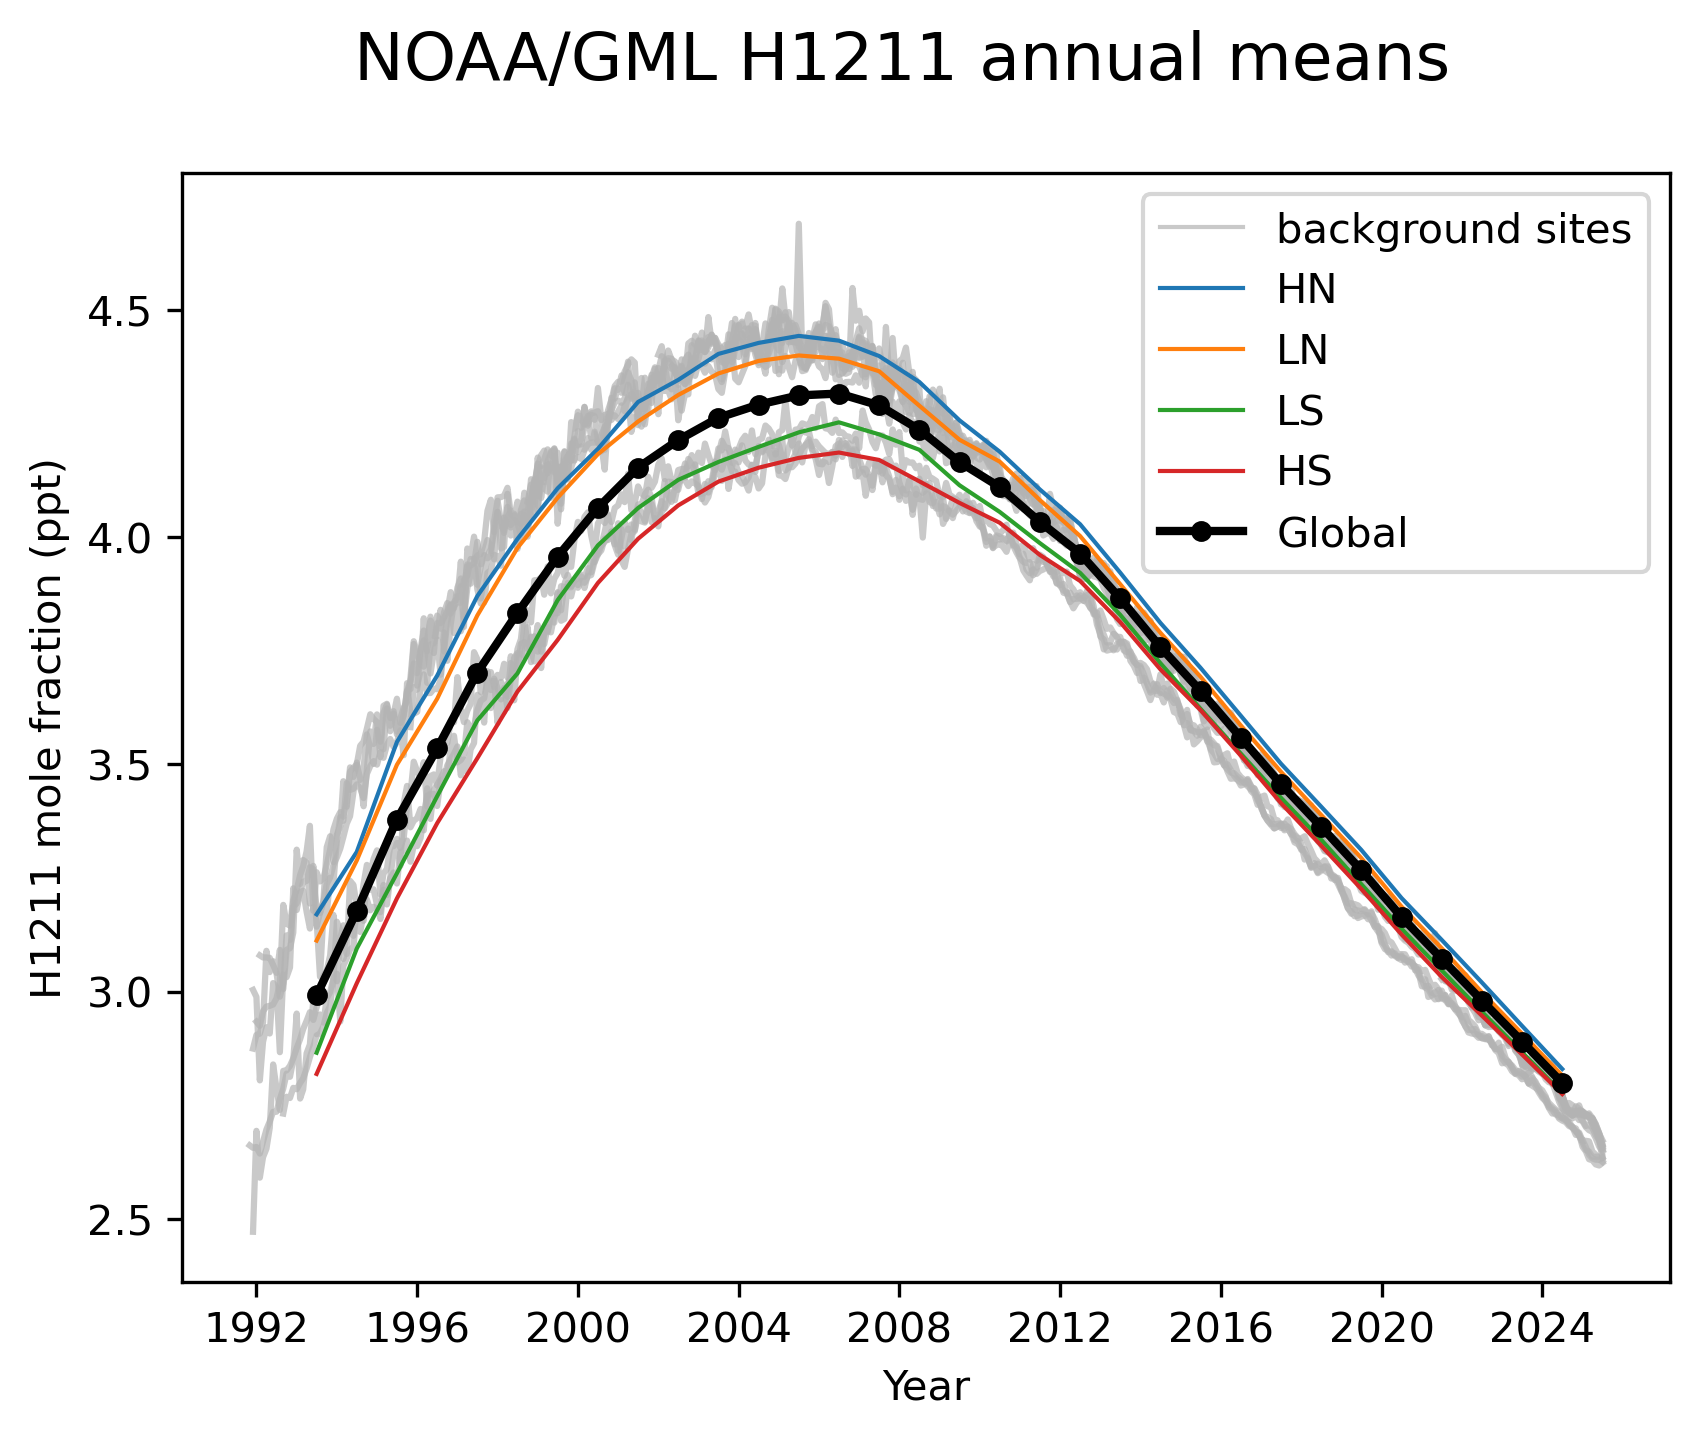 NOAA/GML H1211 annual means
background sites
HN
LN
LS
HS
Global
H1211 mole fraction (ppt)
4.5
4.0
3.5
3.0
2.5
1992 1996 2000 2004 2008 2012 2016 2020 2024
Year